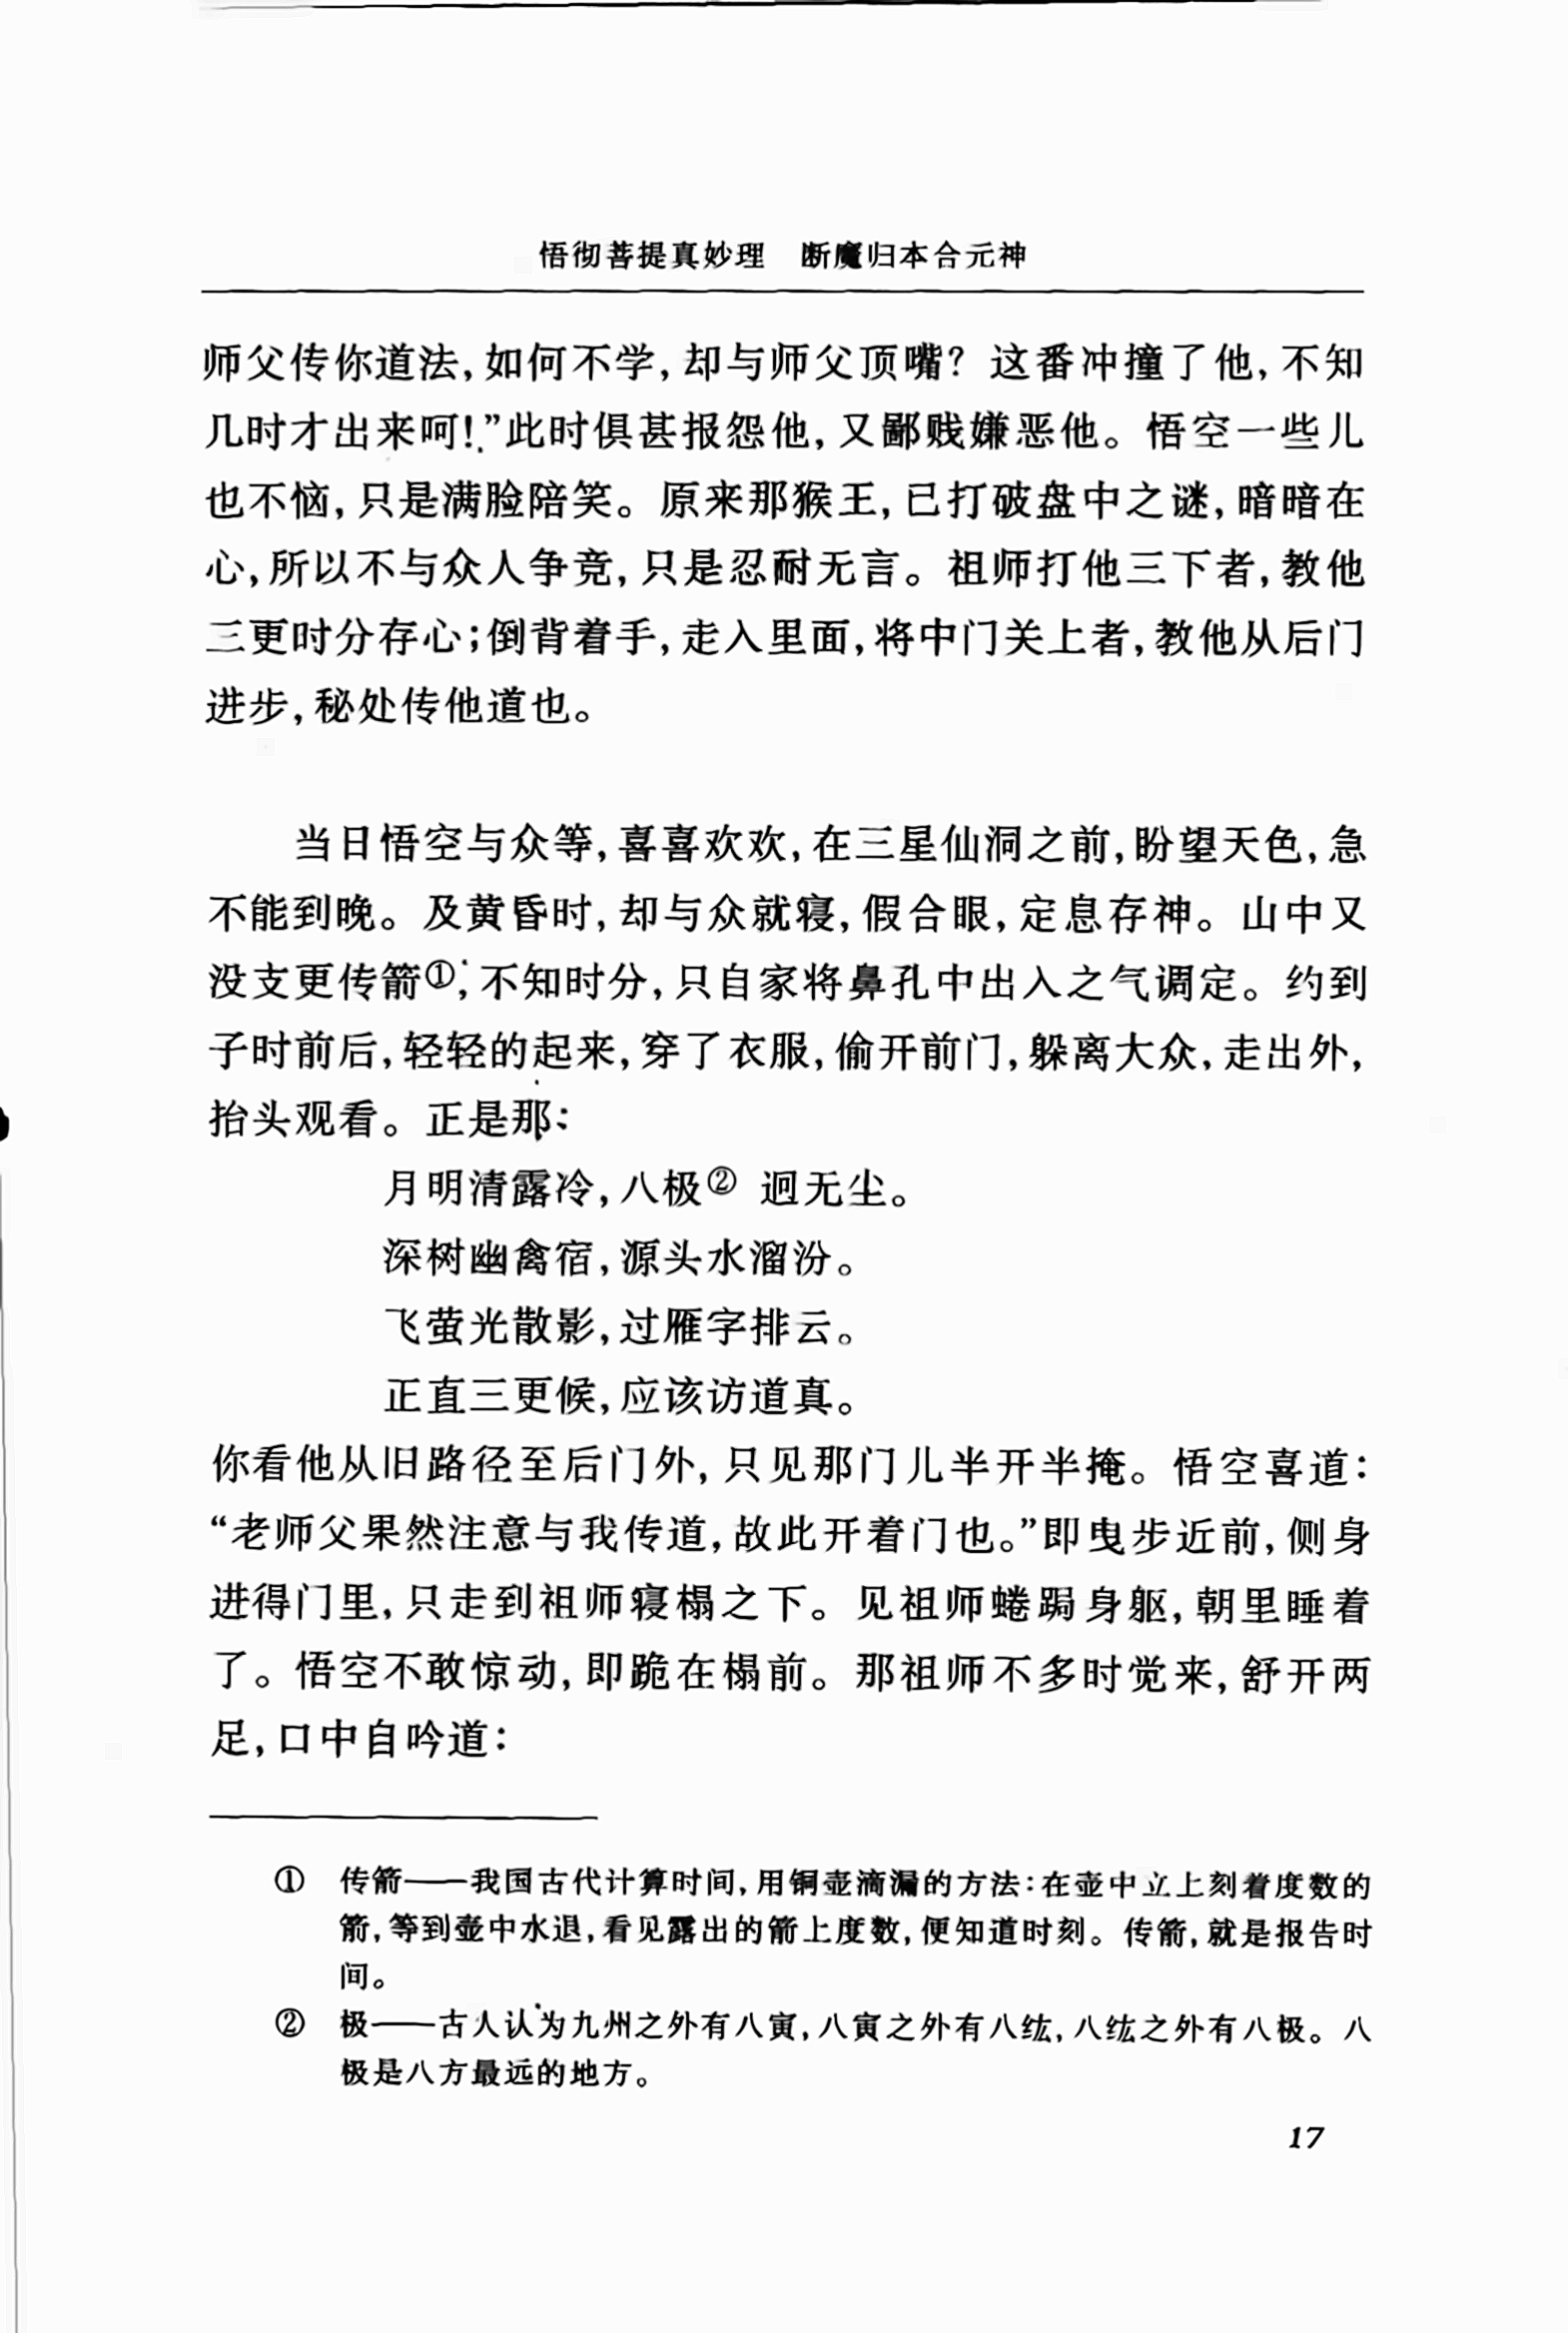 悟彻菩提真妙理　断魔归本合元神
师父传你道法,如何不学,却与师父顶嘴？这番冲撞了他,不知
几时才出来呵!”此时俱甚报怨他,又鄙贱嫌恶他。悟空一些儿
也不恼,只是满脸陪笑。原来那猴王,已打破盘中之谜,暗暗在
心,所以不与众人争竞,只是忍耐无言。祖师打他三下者,教他
三更时分存心;倒背着手,走入里面,将中门关上者,教他从后门
进步,秘处传他道也。
当日悟空与众等,喜喜欢欢,在三星仙洞之前,盼望天色,急
不能到晚。及黄昏时,却与众就寝,假合眼,定息存神。山中又
没支更传箭①,不知时分,只自家将鼻孔中出入之气调定。约到
子时前后,轻轻的起来,穿了衣服,偷开前门,躲离大众,走出外,
抬头观看。正是那:
月明清露冷,八极② 迥无尘。
深树幽禽宿,源头水溜汾。
飞萤光散影,过雁字排云。
正直三更候,应该访道真。
你看他从旧路径至后门外,只见那门儿半开半掩。悟空喜道:
“老师父果然注意与我传道,故此开着门也。”即曳步近前,侧身
进得门里,只走到祖师寝榻之下。见祖师蜷跼身躯,朝里睡着
了。悟空不敢惊动,即跪在榻前。那祖师不多时觉来,舒开两
足,口中自吟道:
①　传箭——我国古代计算时间,用铜壶滴漏的方法:在壶中立上刻着度数的
箭,等到壶中水退,看见露出的箭上度数,便知道时刻。传箭,就是报告时
间。
②　极——古人认为九州之外有八寅,八寅之外有八纮,八纮之外有八极。八
极是八方最远的地方。
17